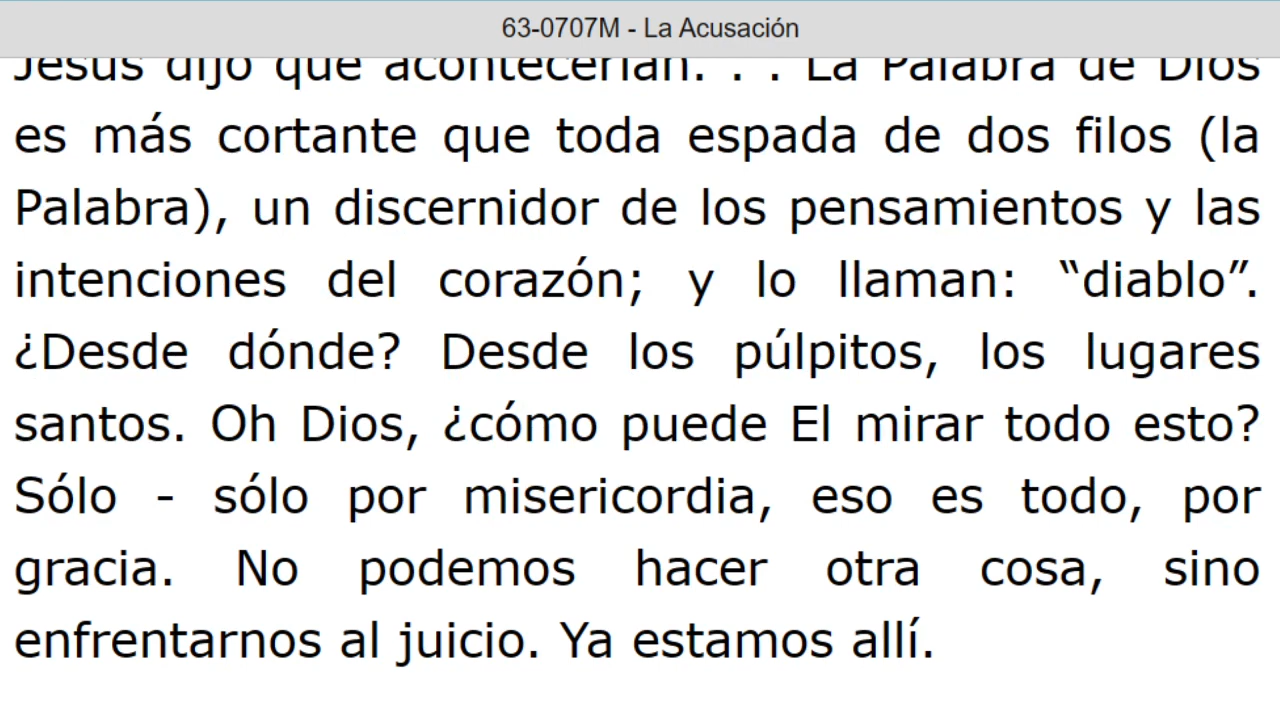 63-0707M - La Acusación
Jesús dijo que acontecerían. . . La Palabra de Dios
es más cortante que toda espada de dos filos (la
Palabra), un discernidor de los pensamientos y las
intenciones del corazón; y lo llaman: “diablo”.
¿Desde dónde? Desde los púlpitos, los lugares
santos. Oh Dios, ¿cómo puede El mirar todo esto?
Sólo - sólo por misericordia, eso es todo, por
gracia. No podemos hacer otra cosa, sino
enfrentarnos al juicio. Ya estamos allí.